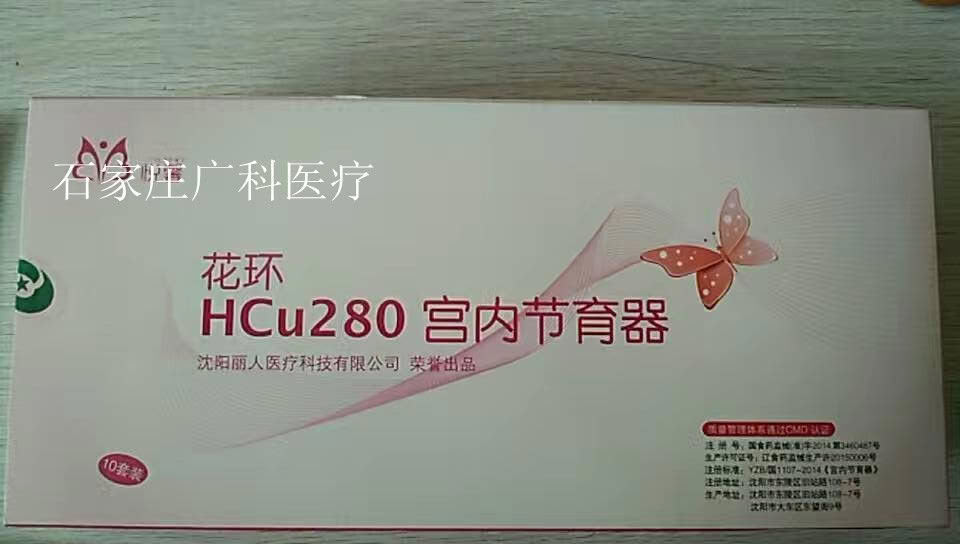 石家庄广科医疗
花环
HCu280 宫内节育器
沈阳丽人医疗科技有限公司 荣誉出品
10套装
质量管理体系通过CMD 认证
注 册 号：国食药监械(准)字2014第3460487号
生产许可证号：辽食药监械生产许20150006号
注册标准：YZB/国1107-2014《宫内节育器》
注册地址：沈阳市东陵区旧站路108-7号
生产地址：沈阳市东陵区旧站路108-7号
沈阳市大东区东望街9号